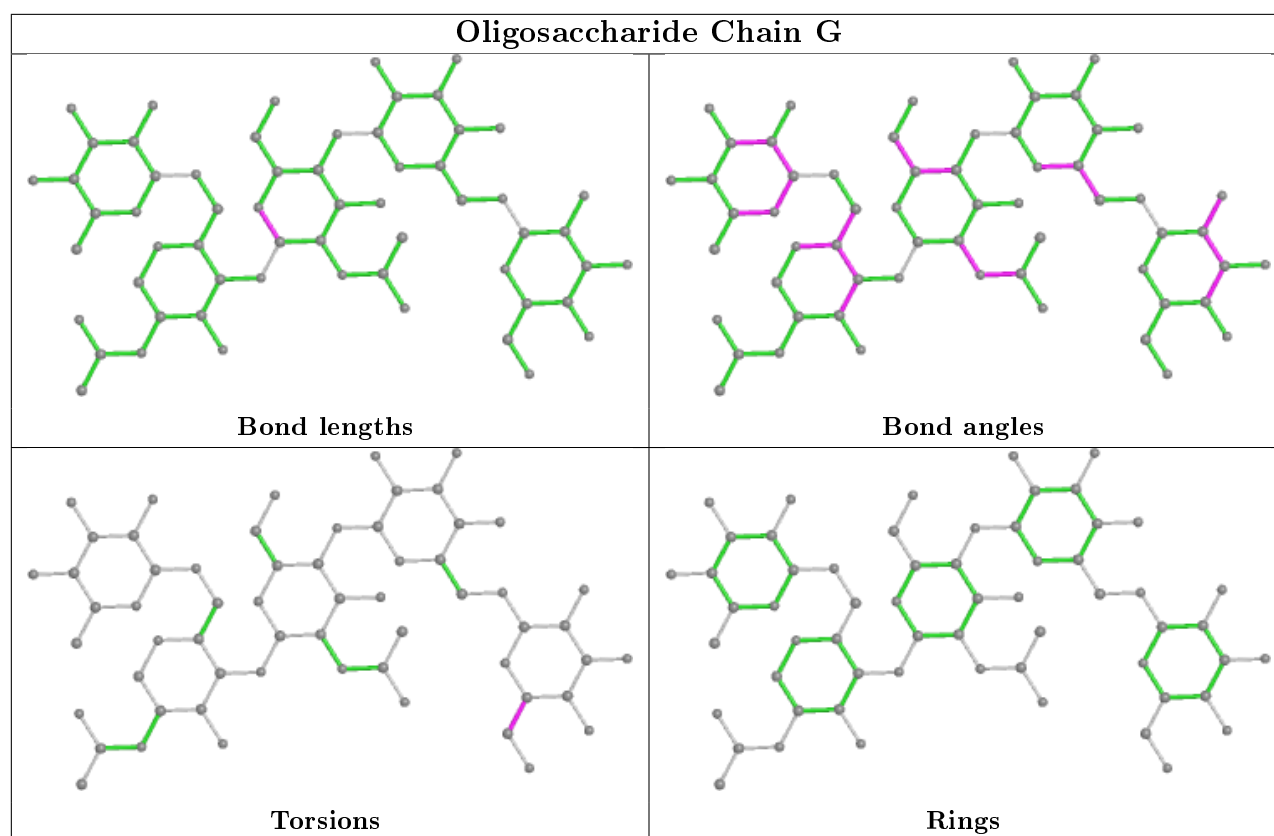 Oligosaccharide Chain G
Bond lengths
Bond angles
Torsions
Rings